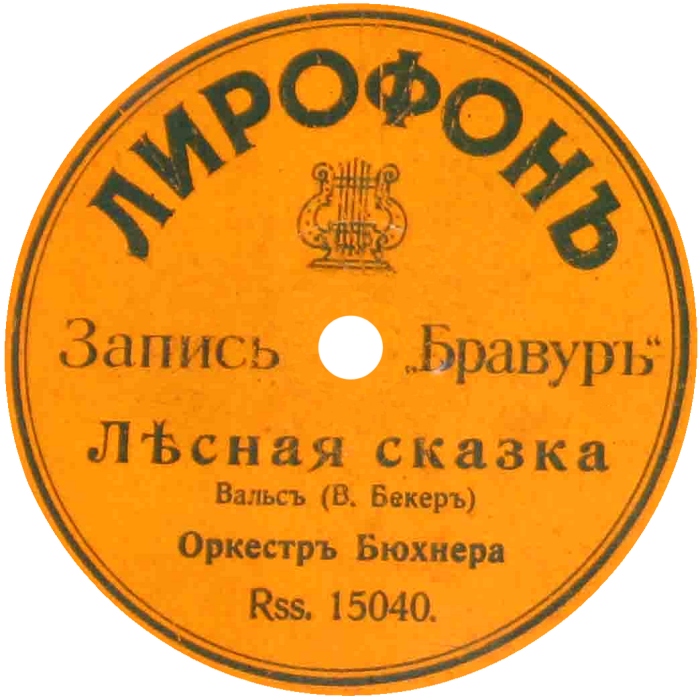 ЛИРОФОНЪ
Запись „Бравуръ“
Лѣсная сказка
Вальсъ (В. Бекеръ)
Оркестръ Бюхнера
Rss. 15040.